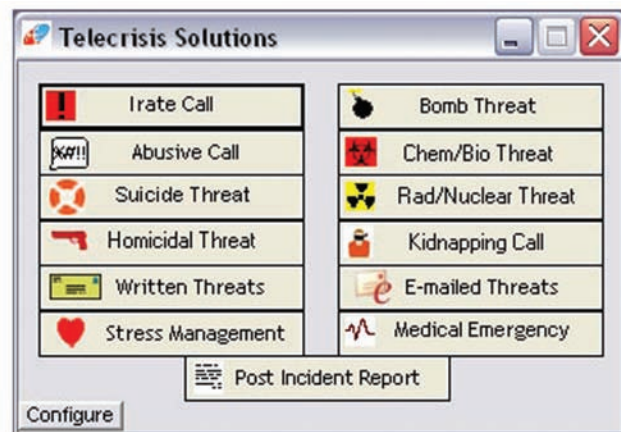 Telecrisis Solutions
Irate Call
Bomb Threat
%#!! Abusive Call
Chem/Bio Threat
Suicide Threat
Rad/Nuclear Threat
Homicidal Threat
Kidnapping Call
Written Threats
e E-mailed Threats
Stress Management
Medical Emergency
Post Incident Report
Configure